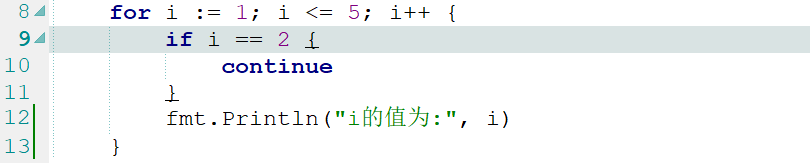 8 for i := 1; i <= 5; i++ {
9 if i == 2 {
10 continue
11 }
12 fmt.Println("i的值为:", i)
13 }